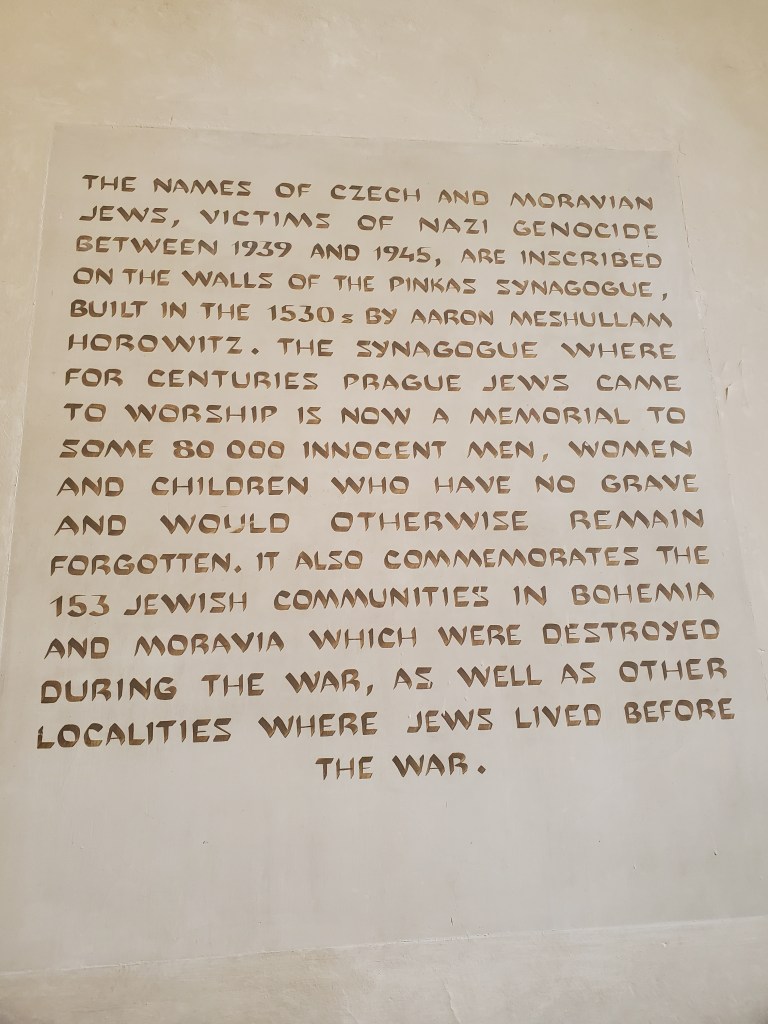 THE NAMES OF CZECH AND MORAVIAN
JEWS, VICTIMS OF NAZI GENOCIDE
BETWEEN 1939 AND 1945, ARE INSCRIBED
ON THE WALLS OF THE PINKAS SYNAGOGUE,
BUILT IN THE 1530s BY AARON MESHULLAM
HOROWITZ. THE SYNAGOGUE WHERE
FOR CENTURIES PRAGUE JEWS CAME
TO WORSHIP IS NOW A MEMORIAL TO
SOME 80 000 INNOCENT MEN, WOMEN
AND CHILDREN WHO HAVE NO GRAVE
AND WOULD OTHERWISE REMAIN
FORGOTTEN. IT ALSO COMMEMORATES THE
153 JEWISH COMMUNITIES IN BOHEMIA
AND MORAVIA WHICH WERE DESTROYED
DURING THE WAR, AS WELL AS OTHER
LOCALITIES WHERE JEWS LIVED BEFORE
THE WAR.